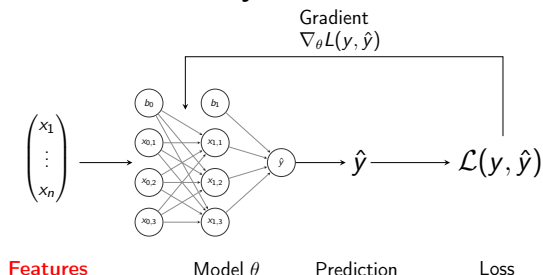 Gradient
∇θL(y, ŷ)
b0 b1
x1
⋮
xn
x0,1 x1,1
x0,2 x1,2
x0,3 x1,3
ŷ
ŷ
ℒ(y, ŷ)
Features Model θ Prediction Loss